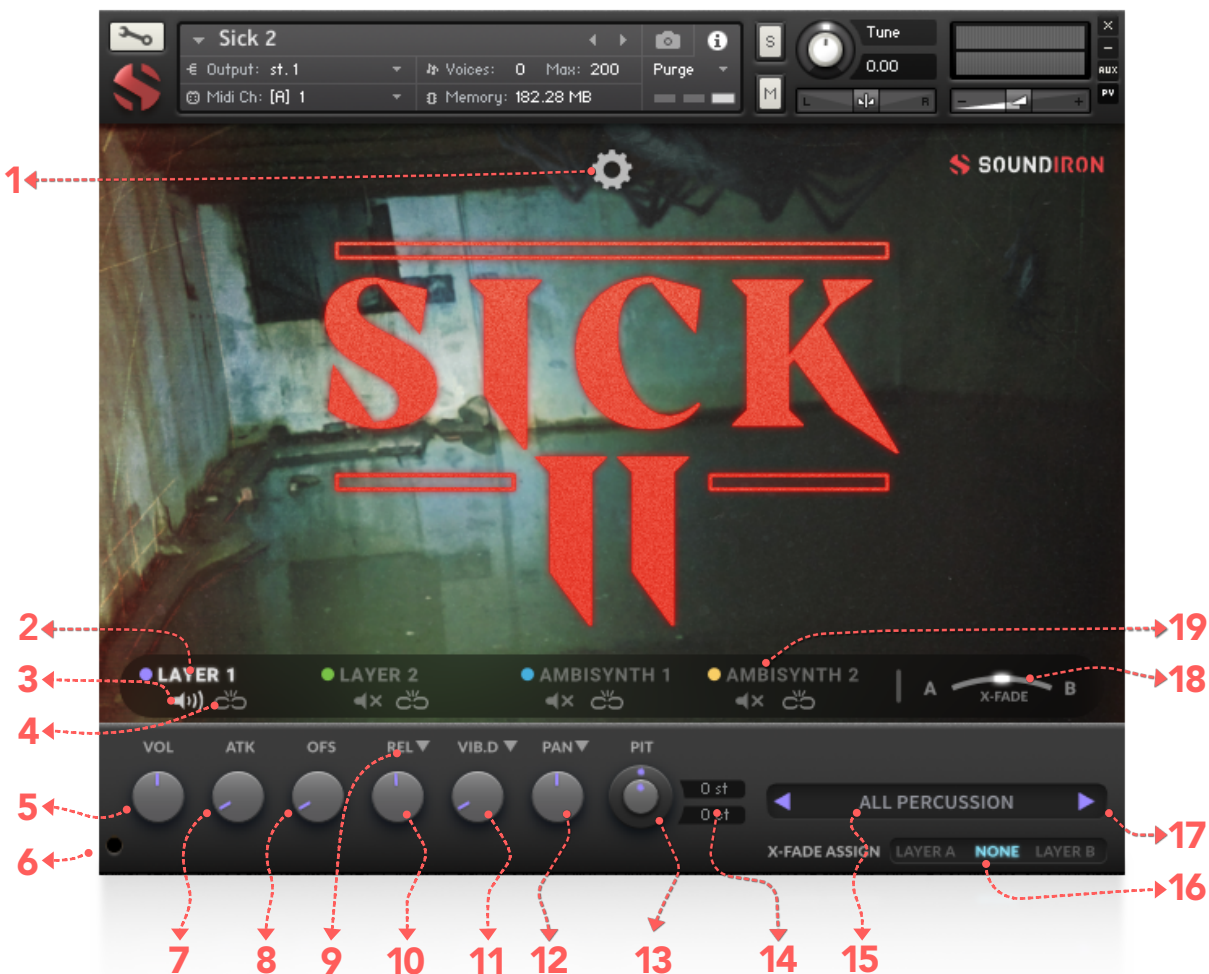 Sick 2
S
Tune
×
Output: st.1
Voices: 0 Max: 200
Purge
0.00
–
AUX
Midi Ch: [A] 1
Memory: 182.28 MB
M
L R
– +
PV
1
SOUNDIRON
SICK
II
2
19
LAYER 1
LAYER 2
AMBISYNTH 1
AMBISYNTH 2
3
A X-FADE B
18
4
VOL
ATK
OFS
REL
VIB.D
PAN
PIT
5
0 st
ALL PERCUSSION
0 st
17
6
X-FADE ASSIGN LAYER A NONE LAYER B
16
7
8
9
10
11
12
13
14
15